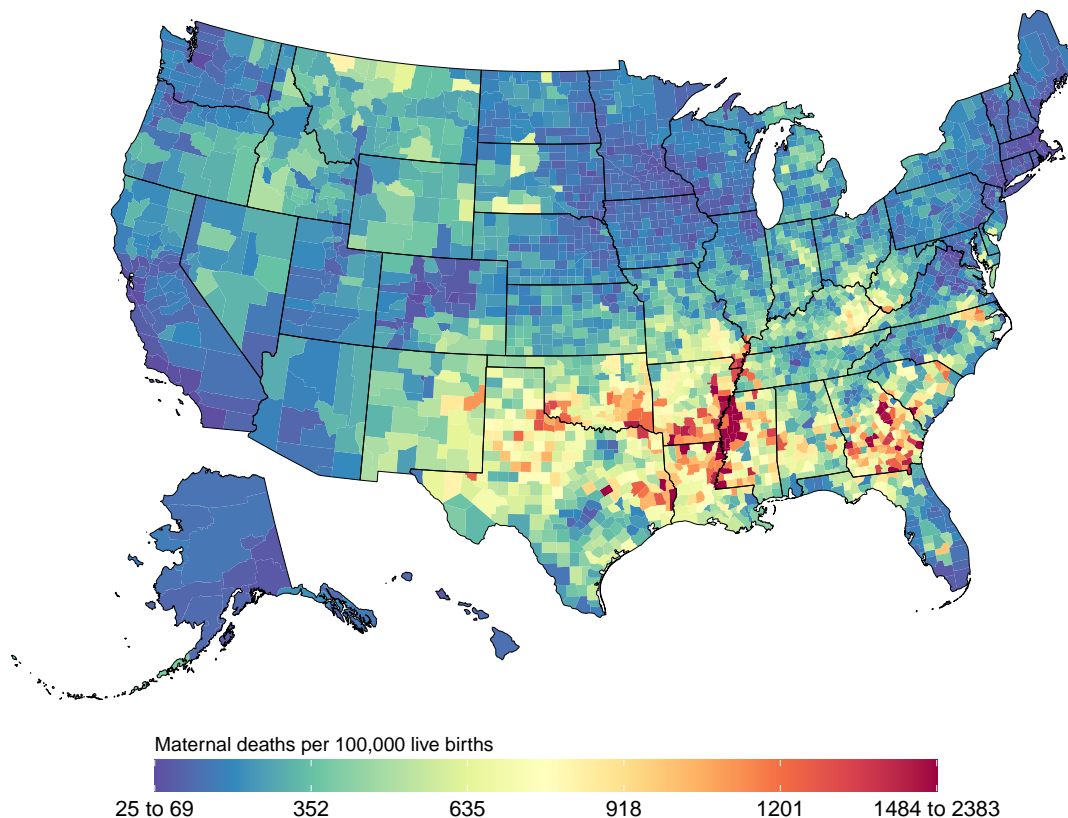 Maternal deaths per 100,000 live births
25 to 69 352 635 918 1201 1484 to 2383